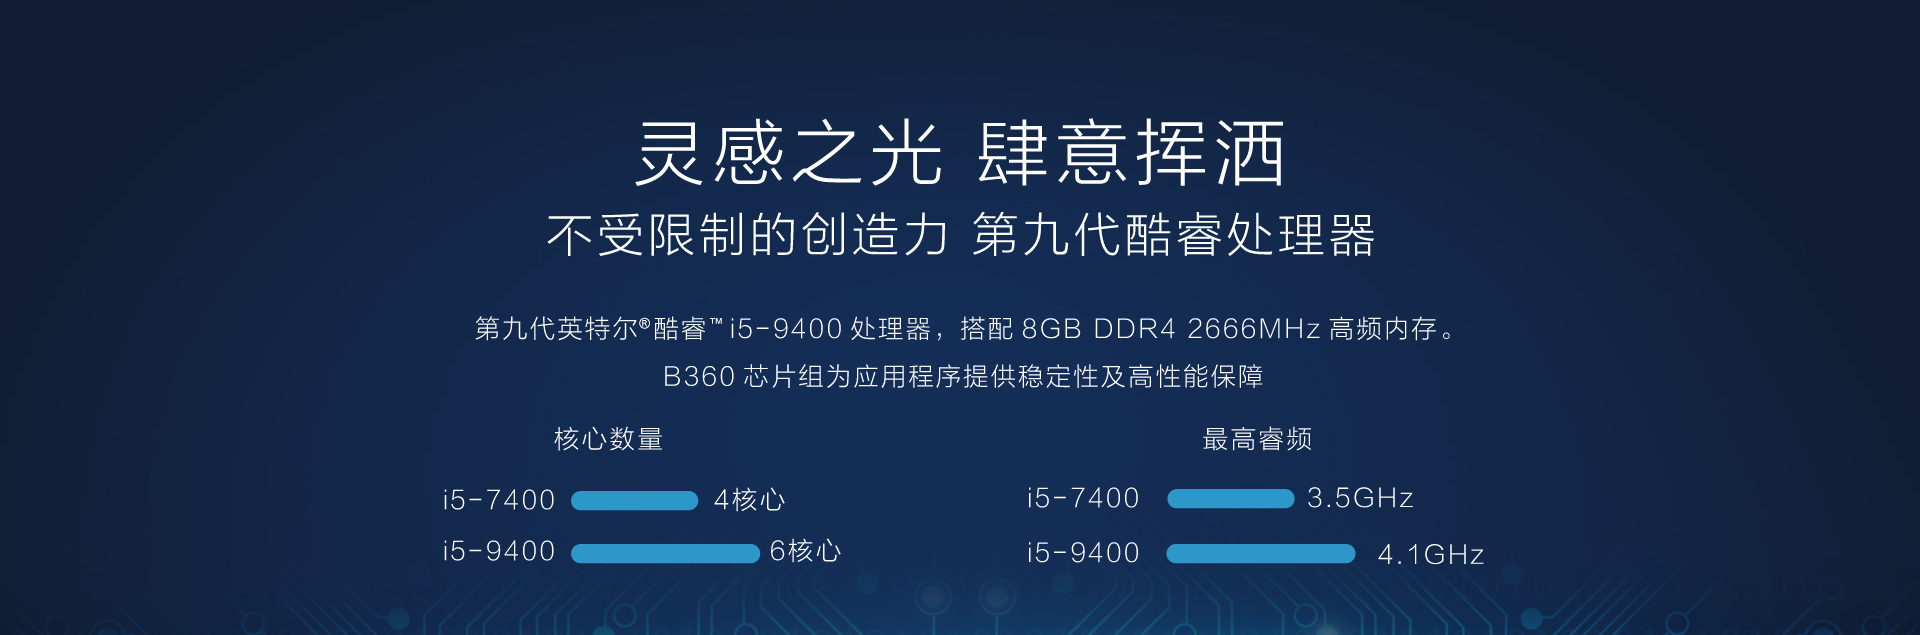 灵感之光 肆意挥洒
不受限制的创造力 第九代酷睿处理器
第九代英特尔®酷睿™ i5-9400 处理器，搭配 8GB DDR4 2666MHz 高频内存。
B360 芯片组为应用程序提供稳定性及高性能保障
核心数量
i5-7400 4核心
i5-9400 6核心
最高睿频
i5-7400 3.5GHz
i5-9400 4.1GHz